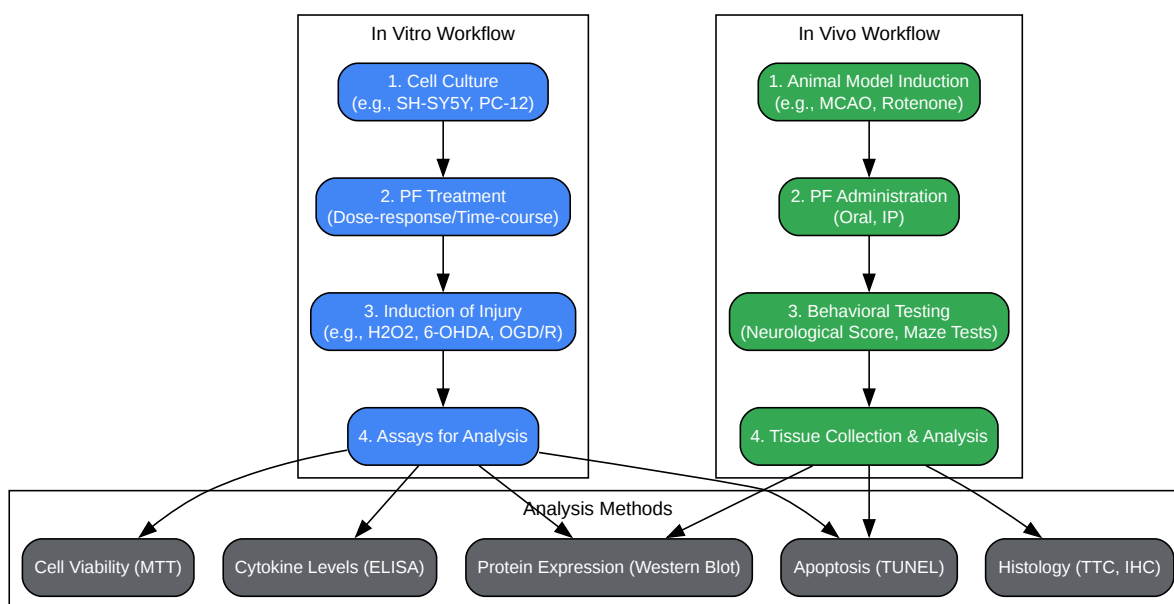 In Vitro Workflow
1. Cell Culture
(e.g., SH-SY5Y, PC-12)
2. PF Treatment
(Dose-response/Time-course)
3. Induction of Injury
(e.g., H2O2, 6-OHDA, OGD/R)
4. Assays for Analysis
In Vivo Workflow
1. Animal Model Induction
(e.g., MCAO, Rotenone)
2. PF Administration
(Oral, IP)
3. Behavioral Testing
(Neurological Score, Maze Tests)
4. Tissue Collection & Analysis
Analysis Methods
Cell Viability (MTT)
Cytokine Levels (ELISA)
Protein Expression (Western Blot)
Apoptosis (TUNEL)
Histology (TTC, IHC)